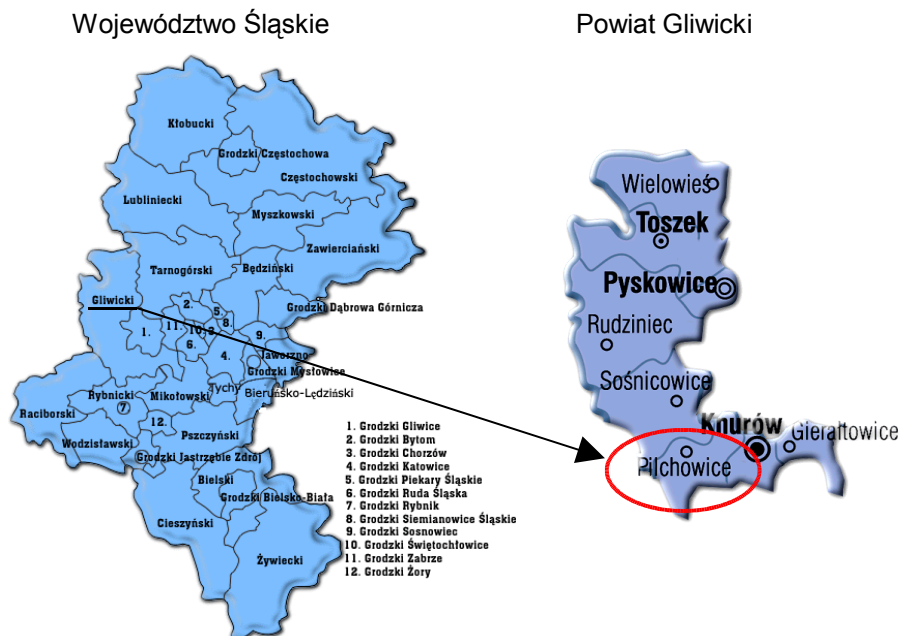 Województwo Śląskie
Powiat Gliwicki
Kłobucki
Grodzki Częstochowa
Częstochowski
Lubliniecki
Myszkowski
Zawierciański
Tarnogórski
Będziński
Gliwicki
Grodzki Dąbrowa Górnicza
2.
5.
8.
1.
11.
10.
3.
9.
6.
4.
Jaworzno
Grodzki Mysłowice
Tychy
Bieruńsko-Lędziński
Rybnicki
Mikołowski
Raciborski
7
12.
Wodzisławski
Pszczyński
Grodzki Jastrzębie Zdrój
Bielski
Grodzki Bielsko-Biała
Cieszyński
Żywiecki
1. Grodzki Gliwice
2. Grodzki Bytom
3. Grodzki Chorzów
4. Grodzki Katowice
5. Grodzki Piekary Śląskie
6. Grodzki Ruda Śląska
7. Grodzki Rybnik
8. Grodzki Siemianowice Śląskie
9. Grodzki Sosnowiec
10. Grodzki Świętochłowice
11. Grodzki Zabrze
12. Grodzki Żory
Wielowieś
Toszek
Pyskowice
Rudziniec
Sośnicowice
Knurów
Gierałtowice
Pilchowice